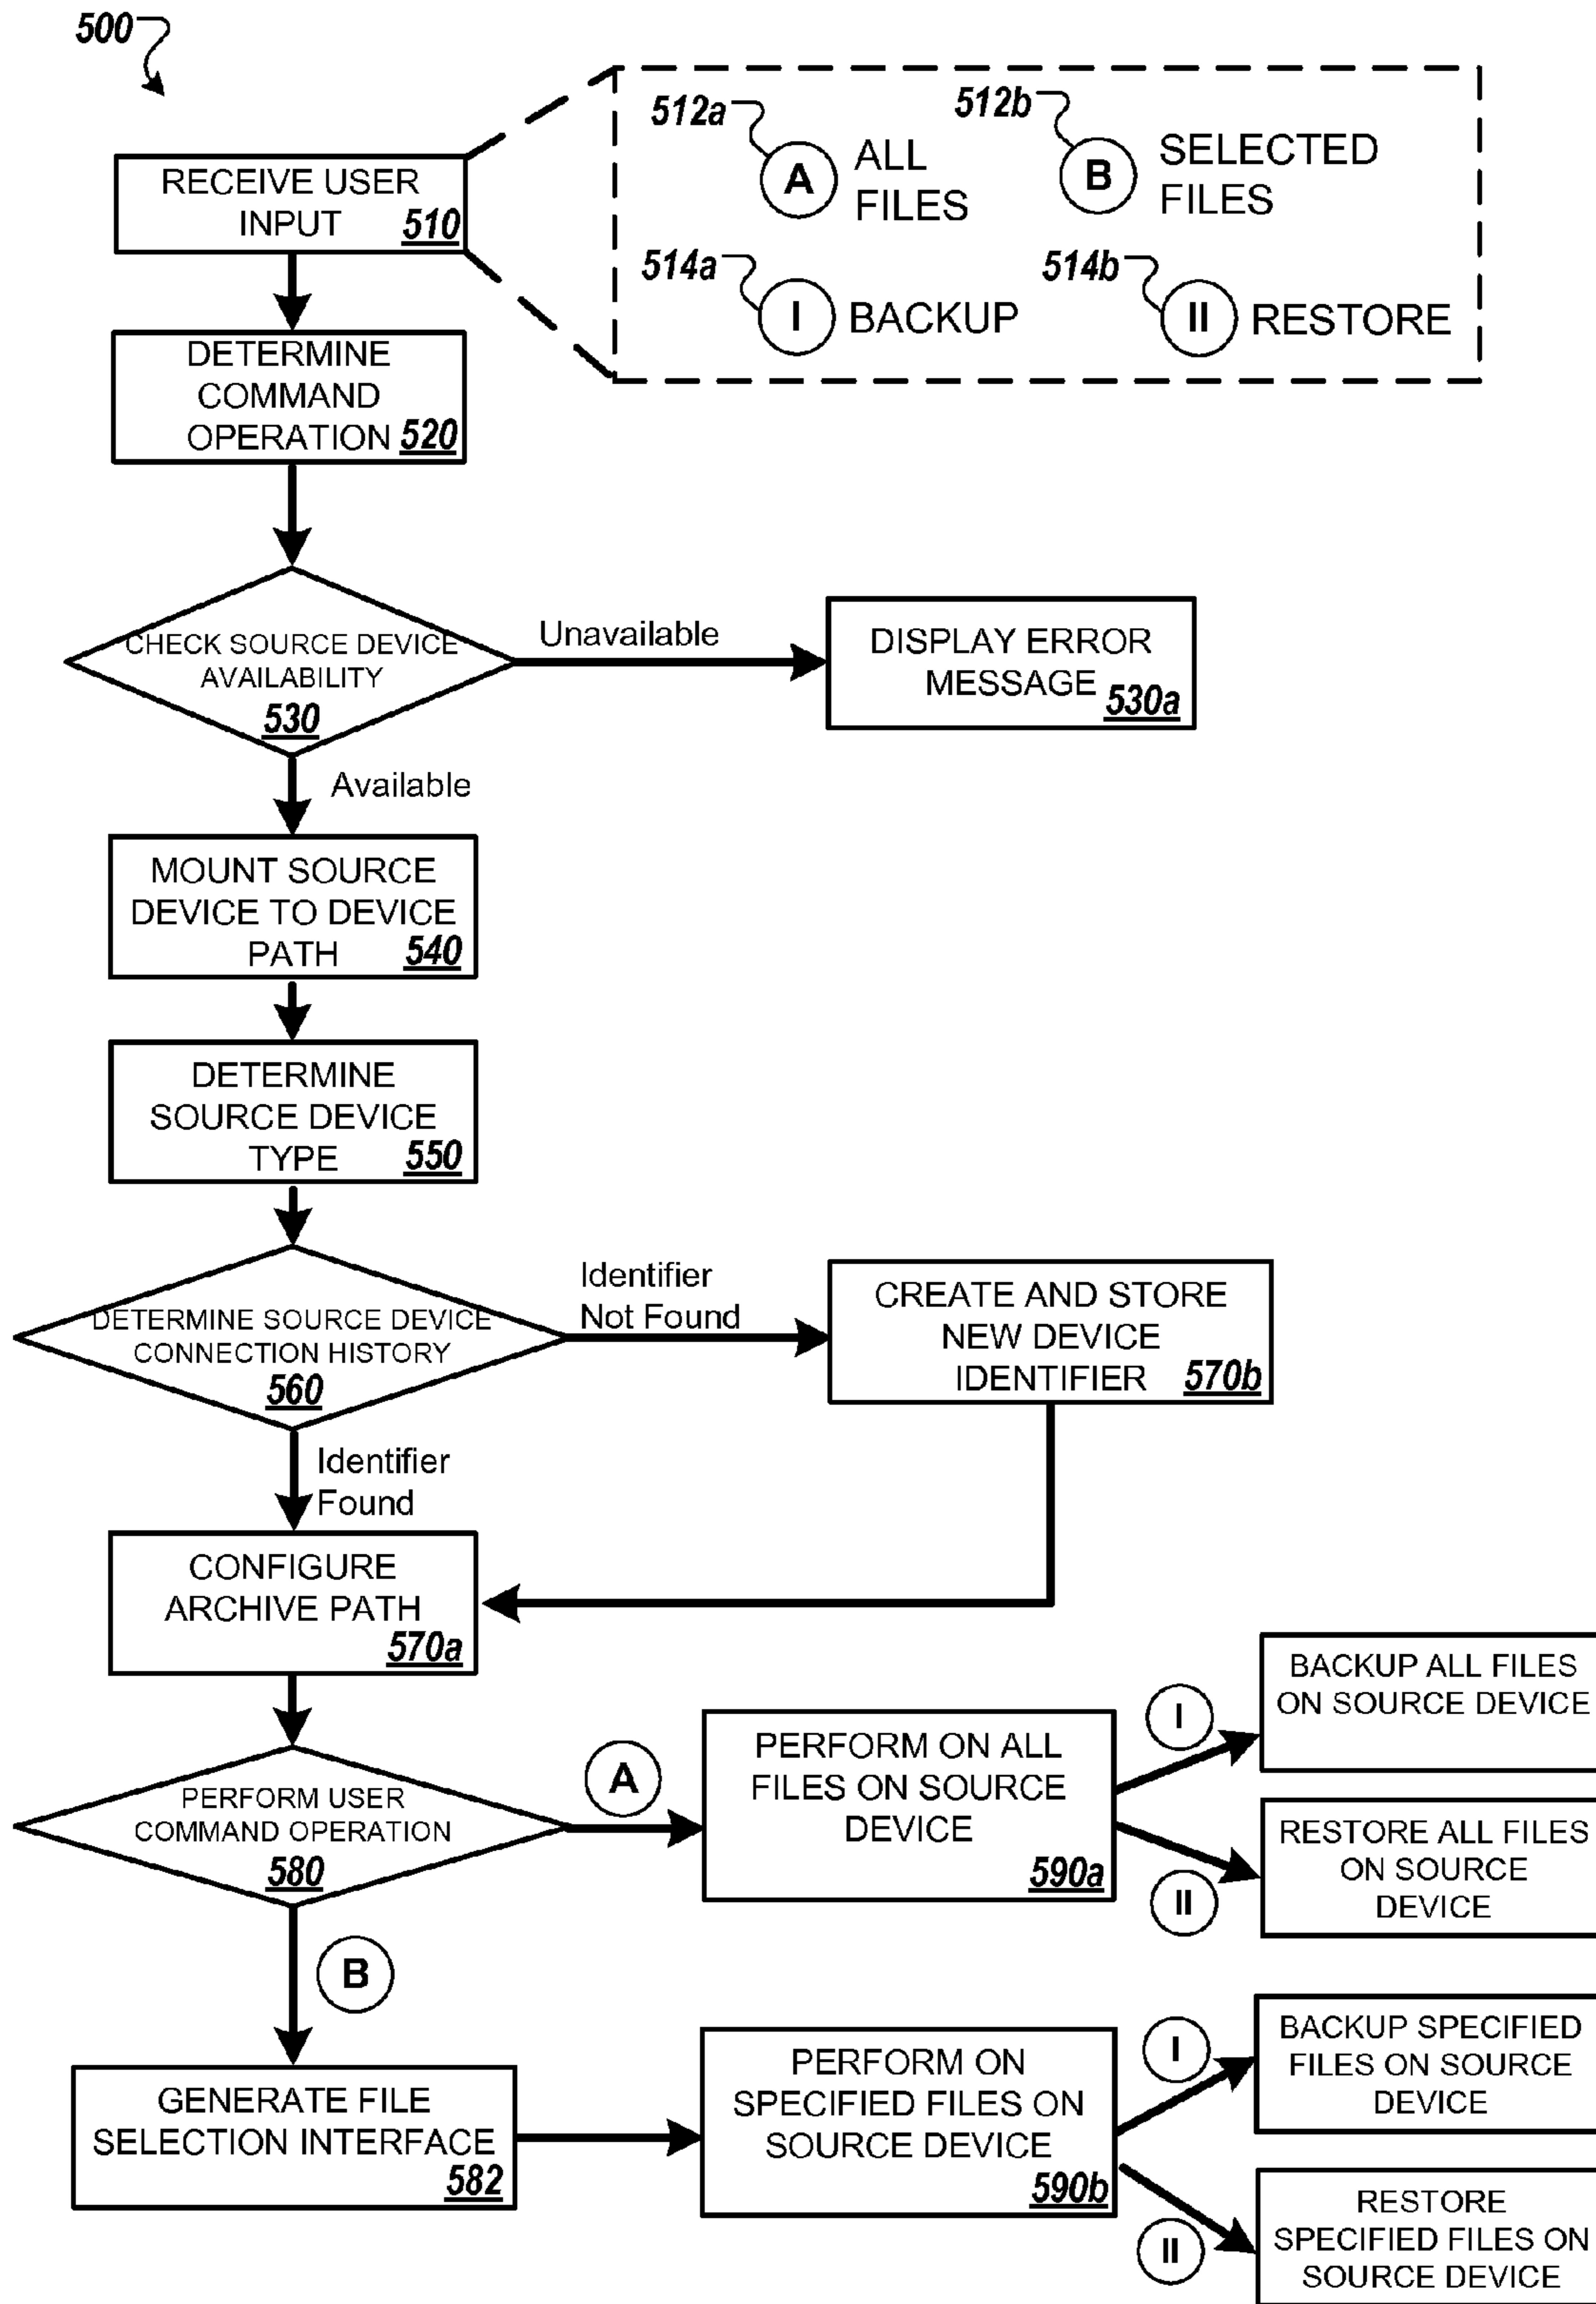 500
RECEIVE USER
INPUT 510
512a
A
ALL
FILES
512b
B
SELECTED
FILES
514a
I
BACKUP
514b
II
RESTORE
DETERMINE
COMMAND
OPERATION 520
CHECK SOURCE DEVICE
AVAILABILITY
530
Unavailable
DISPLAY ERROR
MESSAGE 530a
Available
MOUNT SOURCE
DEVICE TO DEVICE
PATH 540
DETERMINE
SOURCE DEVICE
TYPE 550
DETERMINE SOURCE DEVICE
CONNECTION HISTORY
560
Identifier
Not Found
CREATE AND STORE
NEW DEVICE
IDENTIFIER 570b
Identifier
Found
CONFIGURE
ARCHIVE PATH
570a
PERFORM USER
COMMAND OPERATION
580
A
PERFORM ON ALL
FILES ON SOURCE
DEVICE
590a
I
BACKUP ALL FILES
ON SOURCE DEVICE
II
RESTORE ALL FILES
ON SOURCE
DEVICE
B
GENERATE FILE
SELECTION INTERFACE
582
PERFORM ON
SPECIFIED FILES ON
SOURCE DEVICE
590b
I
BACKUP SPECIFIED
FILES ON SOURCE
DEVICE
II
RESTORE
SPECIFIED FILES ON
SOURCE DEVICE